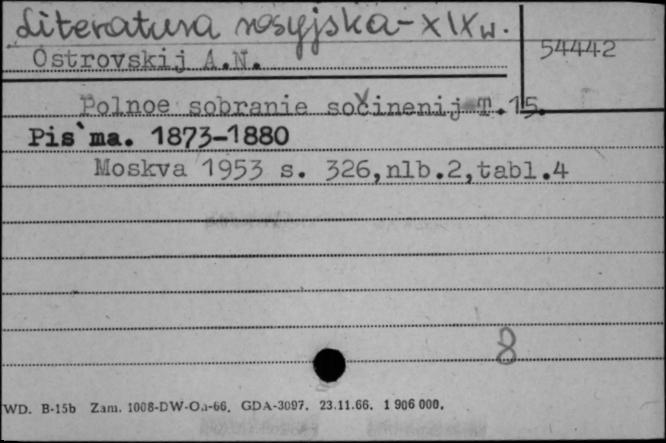 Literatura rosyjska - XIX w.
54442
Ostrovskij A.N.
Polnoe sobranie sočinenij T.15.
Pis`ma. 1873-1880
Moskva 1953 s. 326,nlb.2,tabl.4
8
WD. B-15b Zam. 1008-DW-Oa-66. GDA-3097. 23.11.66. 1 906 000.